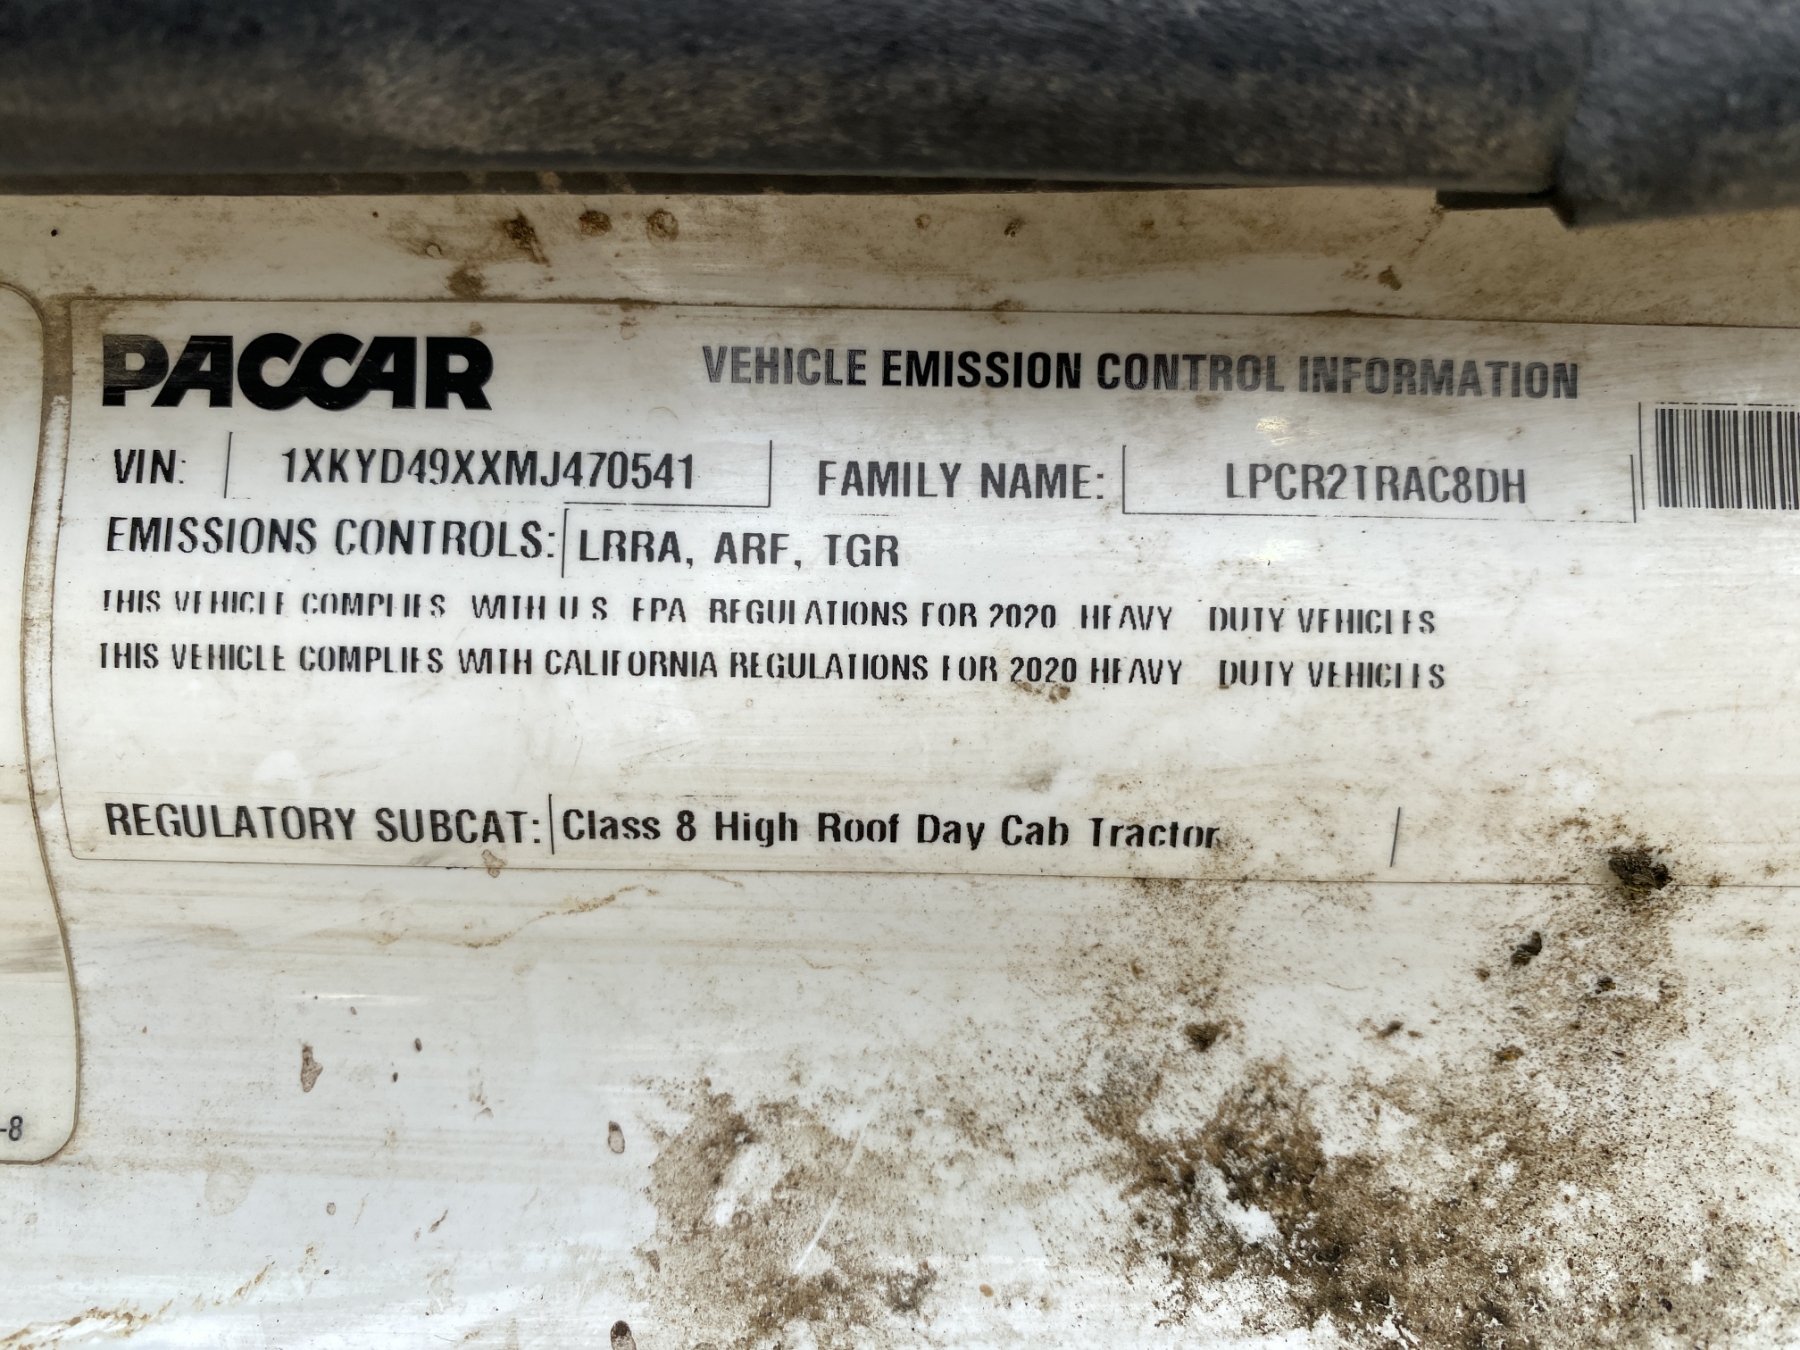 PACCAR VEHICLE EMISSION CONTROL INFORMATION
VIN: 1XKYD49XXMJ470541 FAMILY NAME: LPCR2TRAC8DH
EMISSIONS CONTROLS: LRRA, ARF, TGR
THIS VEHICLE COMPLIES WITH U S EPA REGULATIONS FOR 2020 HEAVY DUTY VEHICLES
THIS VEHICLE COMPLIES WITH CALIFORNIA REGULATIONS FOR 2020 HEAVY DUTY VEHICLES
REGULATORY SUBCAT: Class 8 High Roof Day Cab Tractor
-8